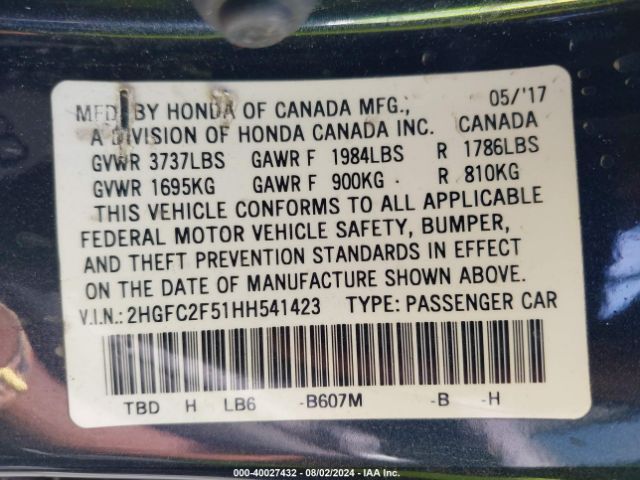 MFD BY HONDA OF CANADA MFG., 05/'17
A DIVISION OF HONDA CANADA INC. CANADA
GVWR 3737LBS GAWR F 1984LBS R 1786LBS
GVWR 1695KG GAWR F 900KG R 810KG
THIS VEHICLE CONFORMS TO ALL APPLICABLE
FEDERAL MOTOR VEHICLE SAFETY, BUMPER,
AND THEFT PREVENTION STANDARDS IN EFFECT
ON THE DATE OF MANUFACTURE SHOWN ABOVE.
V.I.N.: 2HGFC2F51HH541423 TYPE: PASSENGER CAR
TBD H LB6 -B607M -B -H
000-40027432 - 08/02/2024 - IAA Inc.